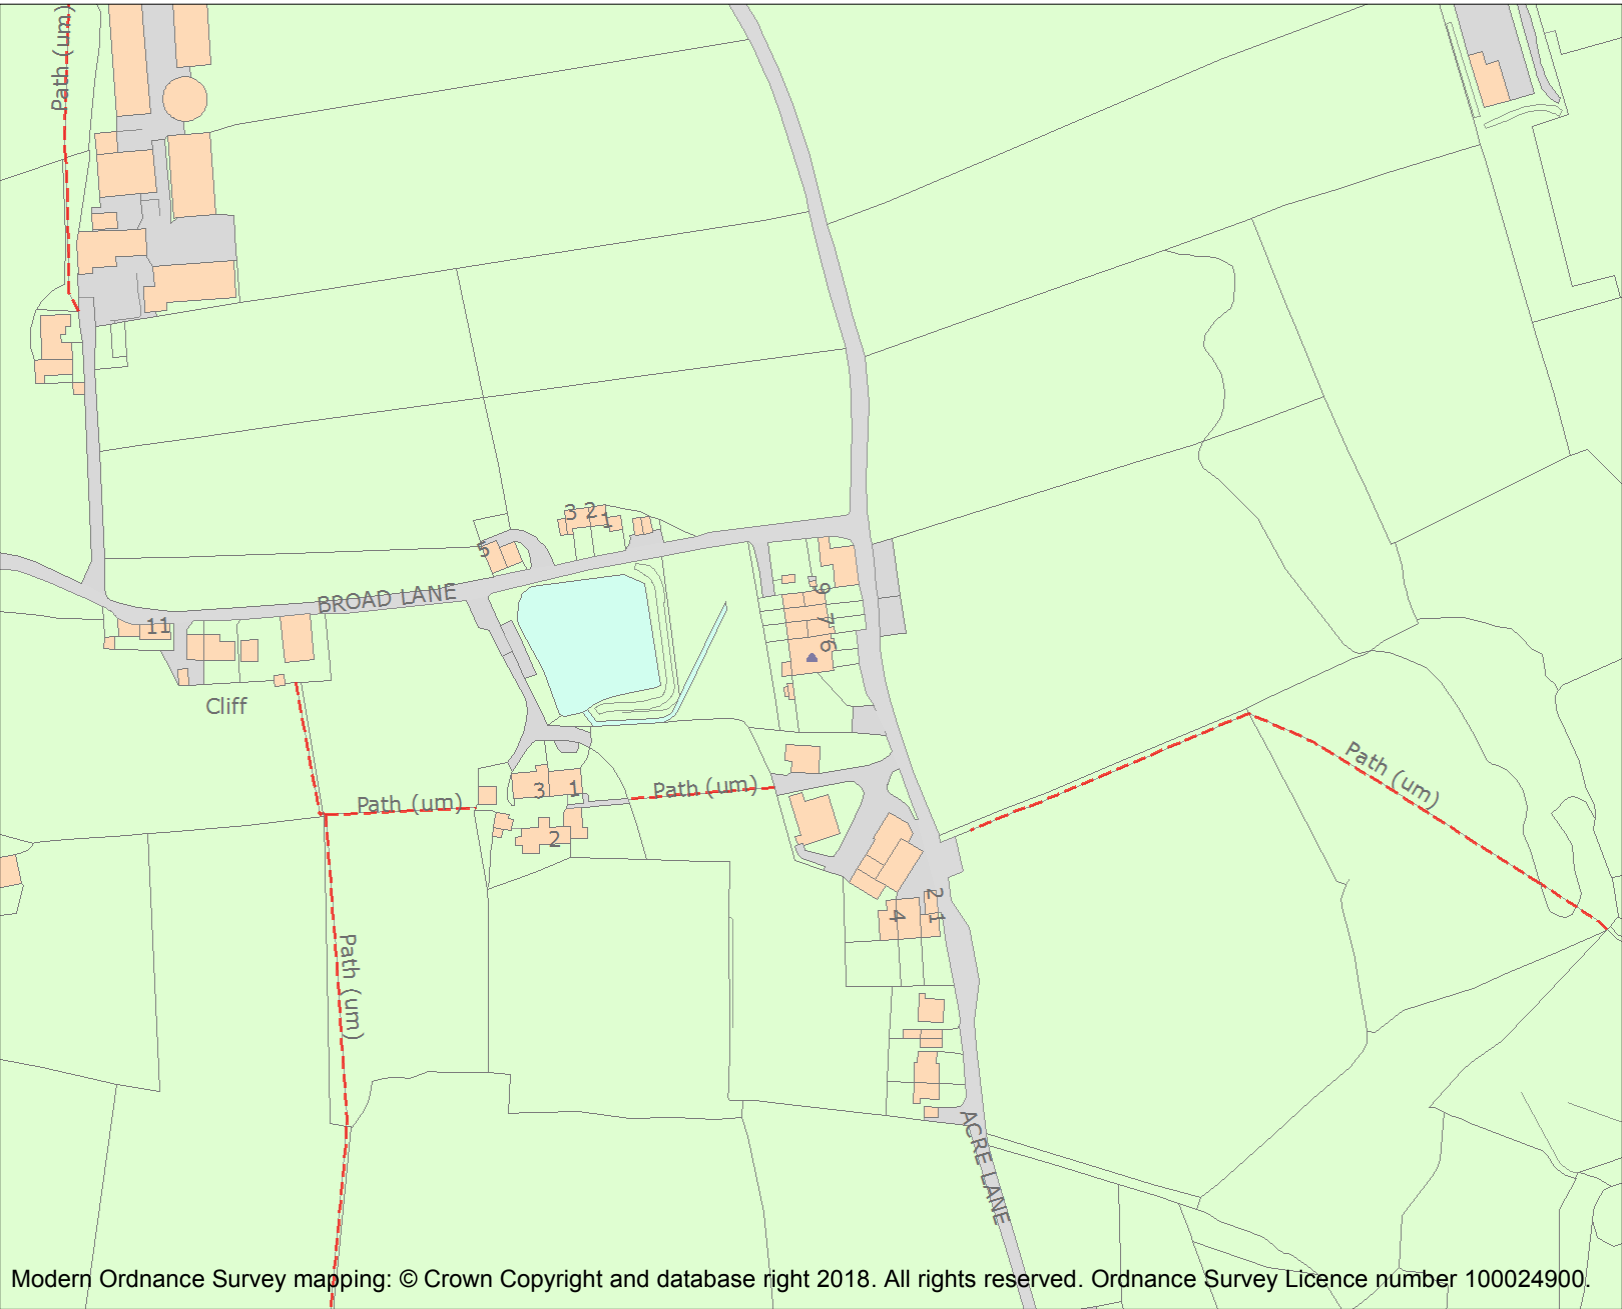 Path (um)
3 2 1
5
BROAD LANE
11
9
7
6
Cliff
Path (um)
3 1
Path (um)
Path (um)
2
2
1
4
Path (um)
ACRE LANE
Modern Ordnance Survey mapping: © Crown Copyright and database right 2018. All rights reserved. Ordnance Survey Licence number 100024900.